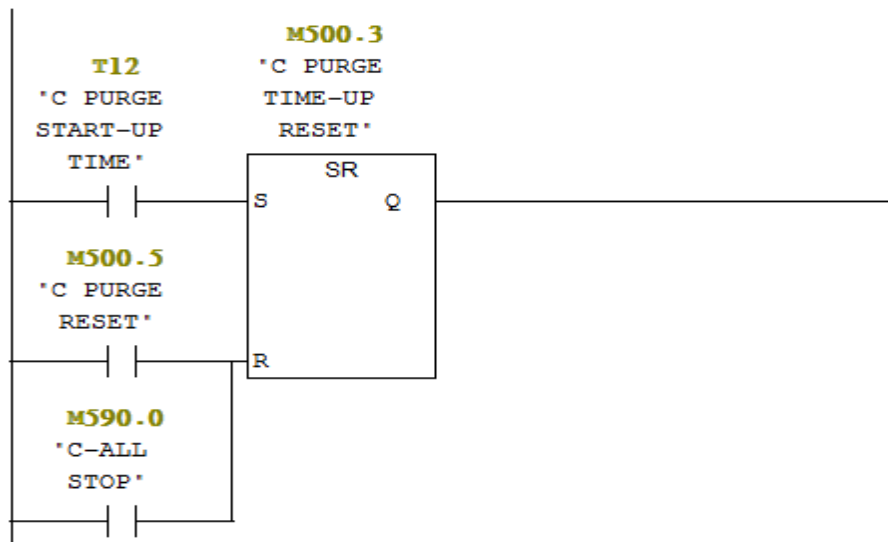 M500.3
"C PURGE
TIME-UP
RESET"
T12
"C PURGE
START-UP
TIME"
SR
S
Q
M500.5
"C PURGE
RESET"
R
M590.0
"C-ALL
STOP"